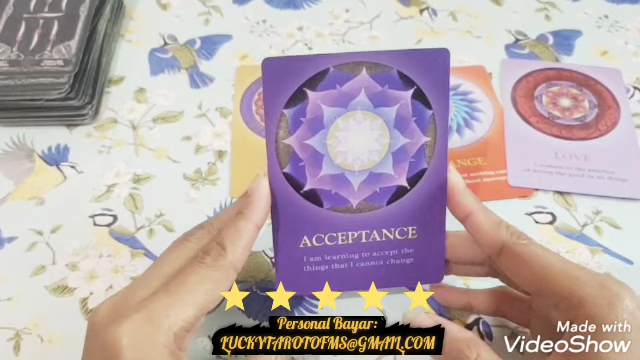 ACCEPTANCE
I am learning to accept the
things that I cannot change
ANGE
LOVE
Personal Bayar:
LUCKYTAROTOFMS@GMAIL.COM
Made with
VideoShow